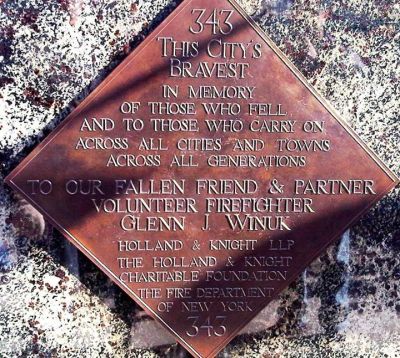 343
THIS CITY'S
BRAVEST
IN MEMORY
OF THOSE WHO FELL,
AND TO THOSE WHO CARRY ON
ACROSS ALL CITIES AND TOWNS
ACROSS ALL GENERATIONS
TO OUR FALLEN FRIEND & PARTNER
VOLUNTEER FIREFIGHTER
GLENN J. WINUK
HOLLAND & KNIGHT LLP
THE HOLLAND & KNIGHT
CHARITABLE FOUNDATION
THE FIRE DEPARTMENT
OF NEW YORK
343